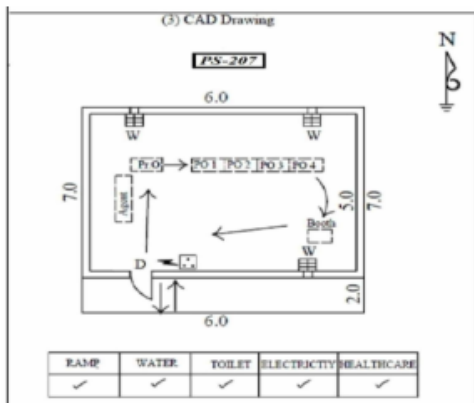 (3) CAD Drawing
PS-207
N
6.0
W W
Pr.O PO 1 PO 2 PO 3 PO 4
7.0 Agent 5.0 7.0
Booth
W
D
2.0
6.0
RAMP WATER TOILET ELECTRICTIY HEALTHCARE
✓ ✓ ✓ ✓ ✓